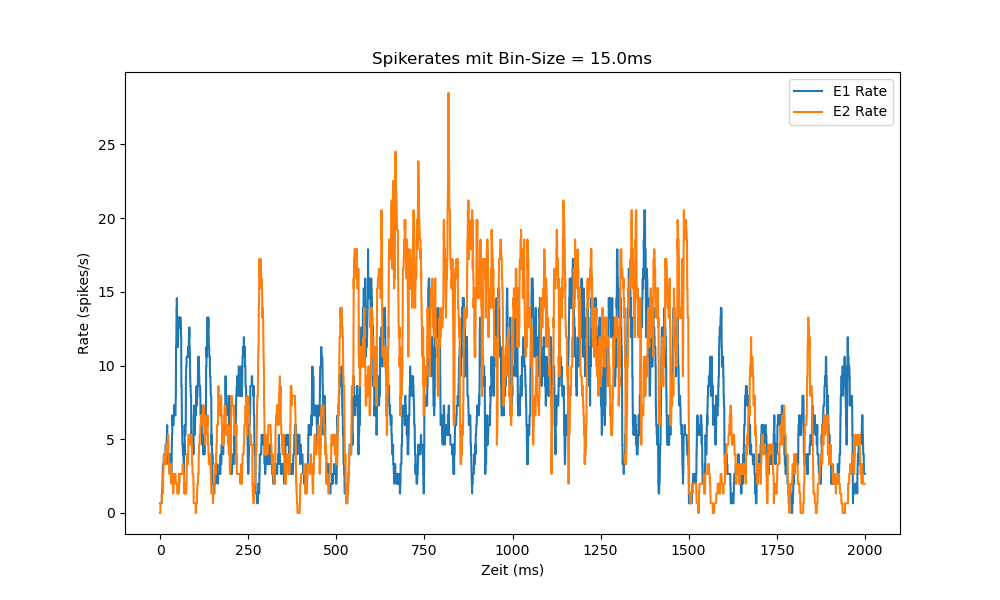 Spikerates mit Bin-Size = 15.0ms
E1 Rate
E2 Rate
Rate (spikes/s)
25
20
15
10
5
0
0 250 500 750 1000 1250 1500 1750 2000
Zeit (ms)